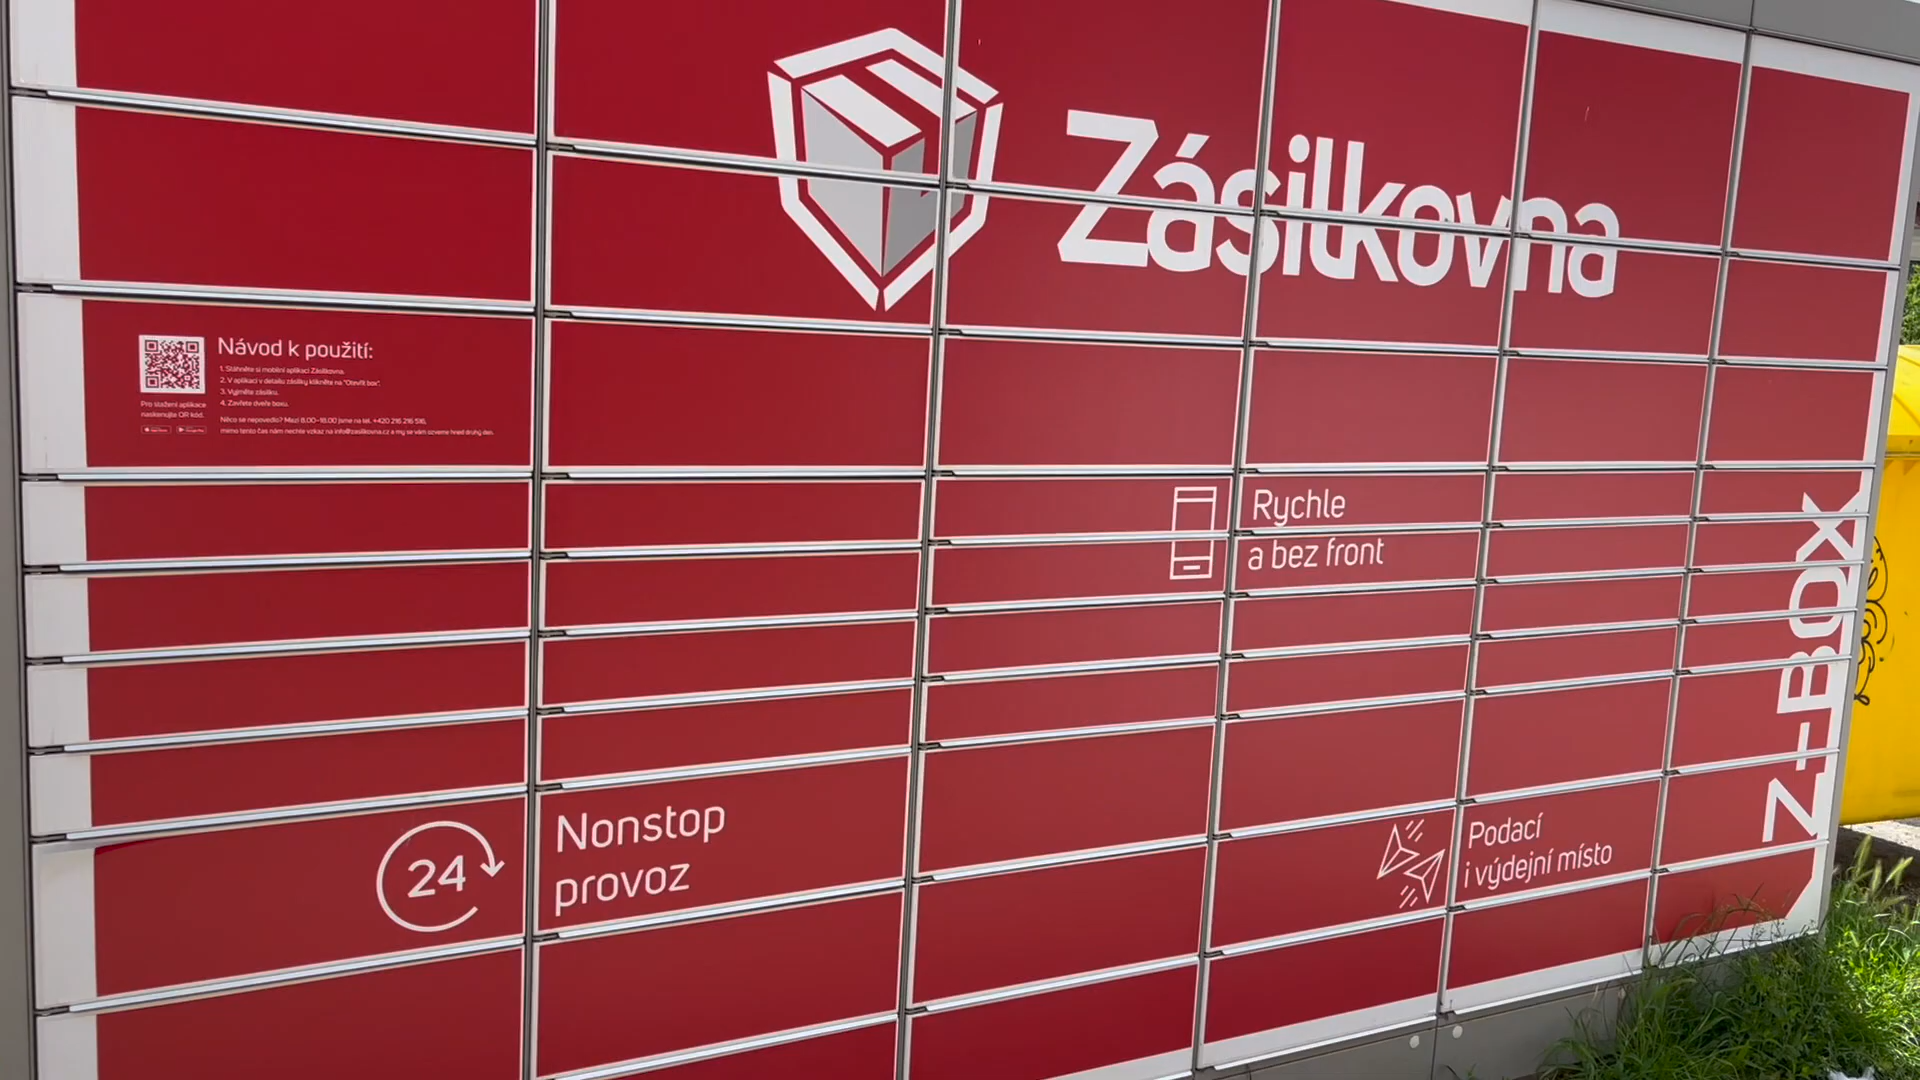 Zásilkovna
Návod k použití:
1. Stáhněte si mobilní aplikaci Zásilkovna.
2. V aplikaci v detailu zásilky klikněte na "Otevřít box".
3. Vyjměte zásilku.
4. Zavřete dveře boxu.
Pro stažení aplikace
naskenujte QR kód.
Něco se nepovedlo? Mezi 8.00–18.00 jsme na tel. +420 216 216 516,
mimo tento čas nám nechte vzkaz na info@zasilkovna.cz a my se vám ozveme hned druhý den.
Rychle
a bez front
Z-BOX
24
Nonstop
provoz
Podací
i výdejní místo